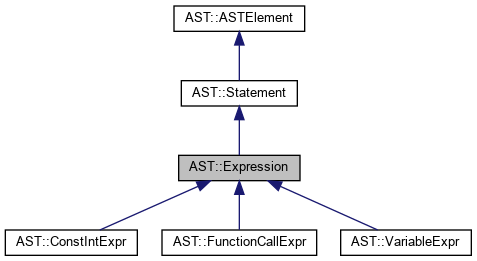 AST::ASTElement
AST::Statement
AST::Expression
AST::ConstIntExpr
AST::FunctionCallExpr
AST::VariableExpr